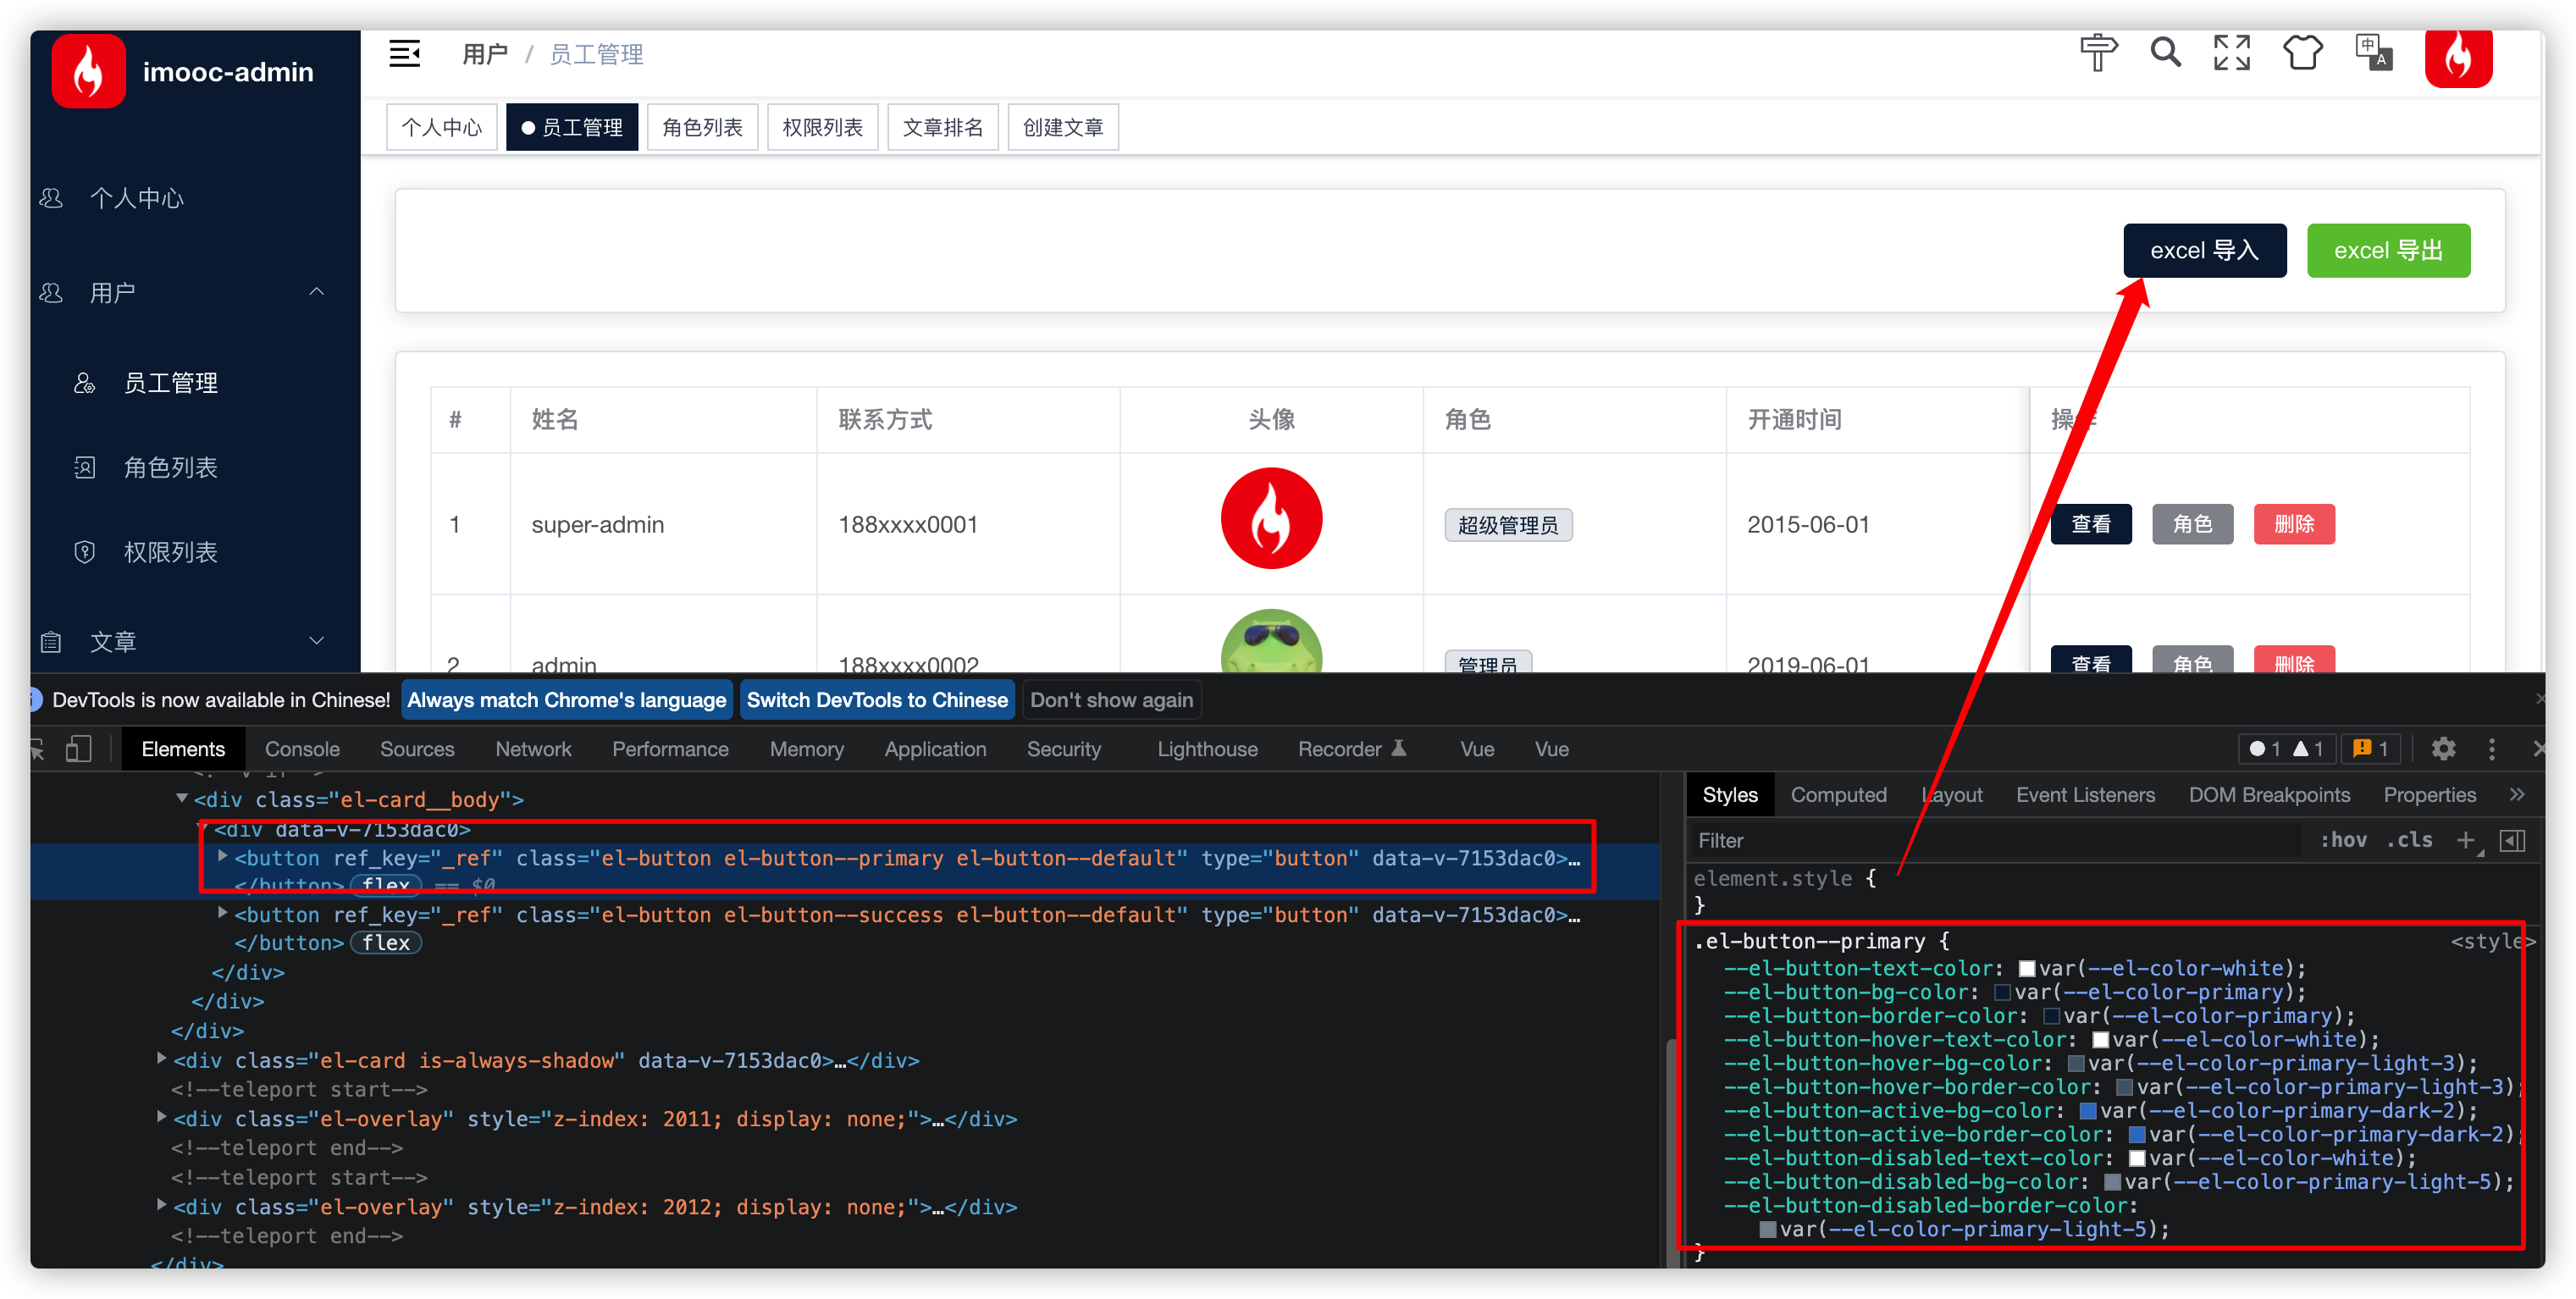 imooc-admin
用户 / 员工管理
个人中心 员工管理 角色列表 权限列表 文章排名 创建文章
个人中心
用户
员工管理
角色列表
权限列表
文章
excel 导入 excel 导出
# 姓名 联系方式 头像 角色 开通时间 操作
1 super-admin 188xxxx0001 超级管理员 2015-06-01 查看 角色 删除
2 admin 188xxxx0002 管理员 2019-06-01 查看 角色 删除
DevTools is now available in Chinese! Always match Chrome's language Switch DevTools to Chinese Don't show again
Elements Console Sources Network Performance Memory Application Security Lighthouse Recorder Vue Vue 1 1 1
<div class="el-card__body">
<div data-v-7153dac0>
<button ref_key="_ref" class="el-button el-button--primary el-button--default" type="button" data-v-7153dac0>…
</button> flex == $0
<button ref_key="_ref" class="el-button el-button--success el-button--default" type="button" data-v-7153dac0>…
</button> flex
</div>
</div>
</div>
<div class="el-card is-always-shadow" data-v-7153dac0>…</div>
<!--teleport start-->
<div class="el-overlay" style="z-index: 2011; display: none;">…</div>
<!--teleport end-->
<!--teleport start-->
<div class="el-overlay" style="z-index: 2012; display: none;">…</div>
<!--teleport end-->
</div>
Styles Computed Layout Event Listeners DOM Breakpoints Properties »
Filter :hov .cls +
element.style {
}
.el-button--primary { <style>
--el-button-text-color: var(--el-color-white);
--el-button-bg-color: var(--el-color-primary);
--el-button-border-color: var(--el-color-primary);
--el-button-hover-text-color: var(--el-color-white);
--el-button-hover-bg-color: var(--el-color-primary-light-3);
--el-button-hover-border-color: var(--el-color-primary-light-3);
--el-button-active-bg-color: var(--el-color-primary-dark-2);
--el-button-active-border-color: var(--el-color-primary-dark-2);
--el-button-disabled-text-color: var(--el-color-white);
--el-button-disabled-bg-color: var(--el-color-primary-light-5);
--el-button-disabled-border-color:
var(--el-color-primary-light-5);
}